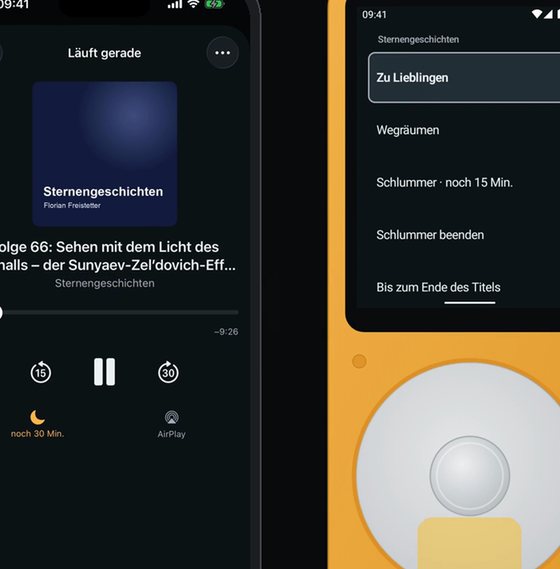 09:41
Läuft gerade
Sternengeschichten
Florian Freistetter
olge 66: Sehen mit dem Licht des
nalls – der Sunyaev-Zel’dovich-Eff...
Sternengeschichten
–9:26
15
30
noch 30 Min.
AirPlay
09:41
Sternengeschichten
Zu Lieblingen
Wegräumen
Schlummer · noch 15 Min.
Schlummer beenden
Bis zum Ende des Titels